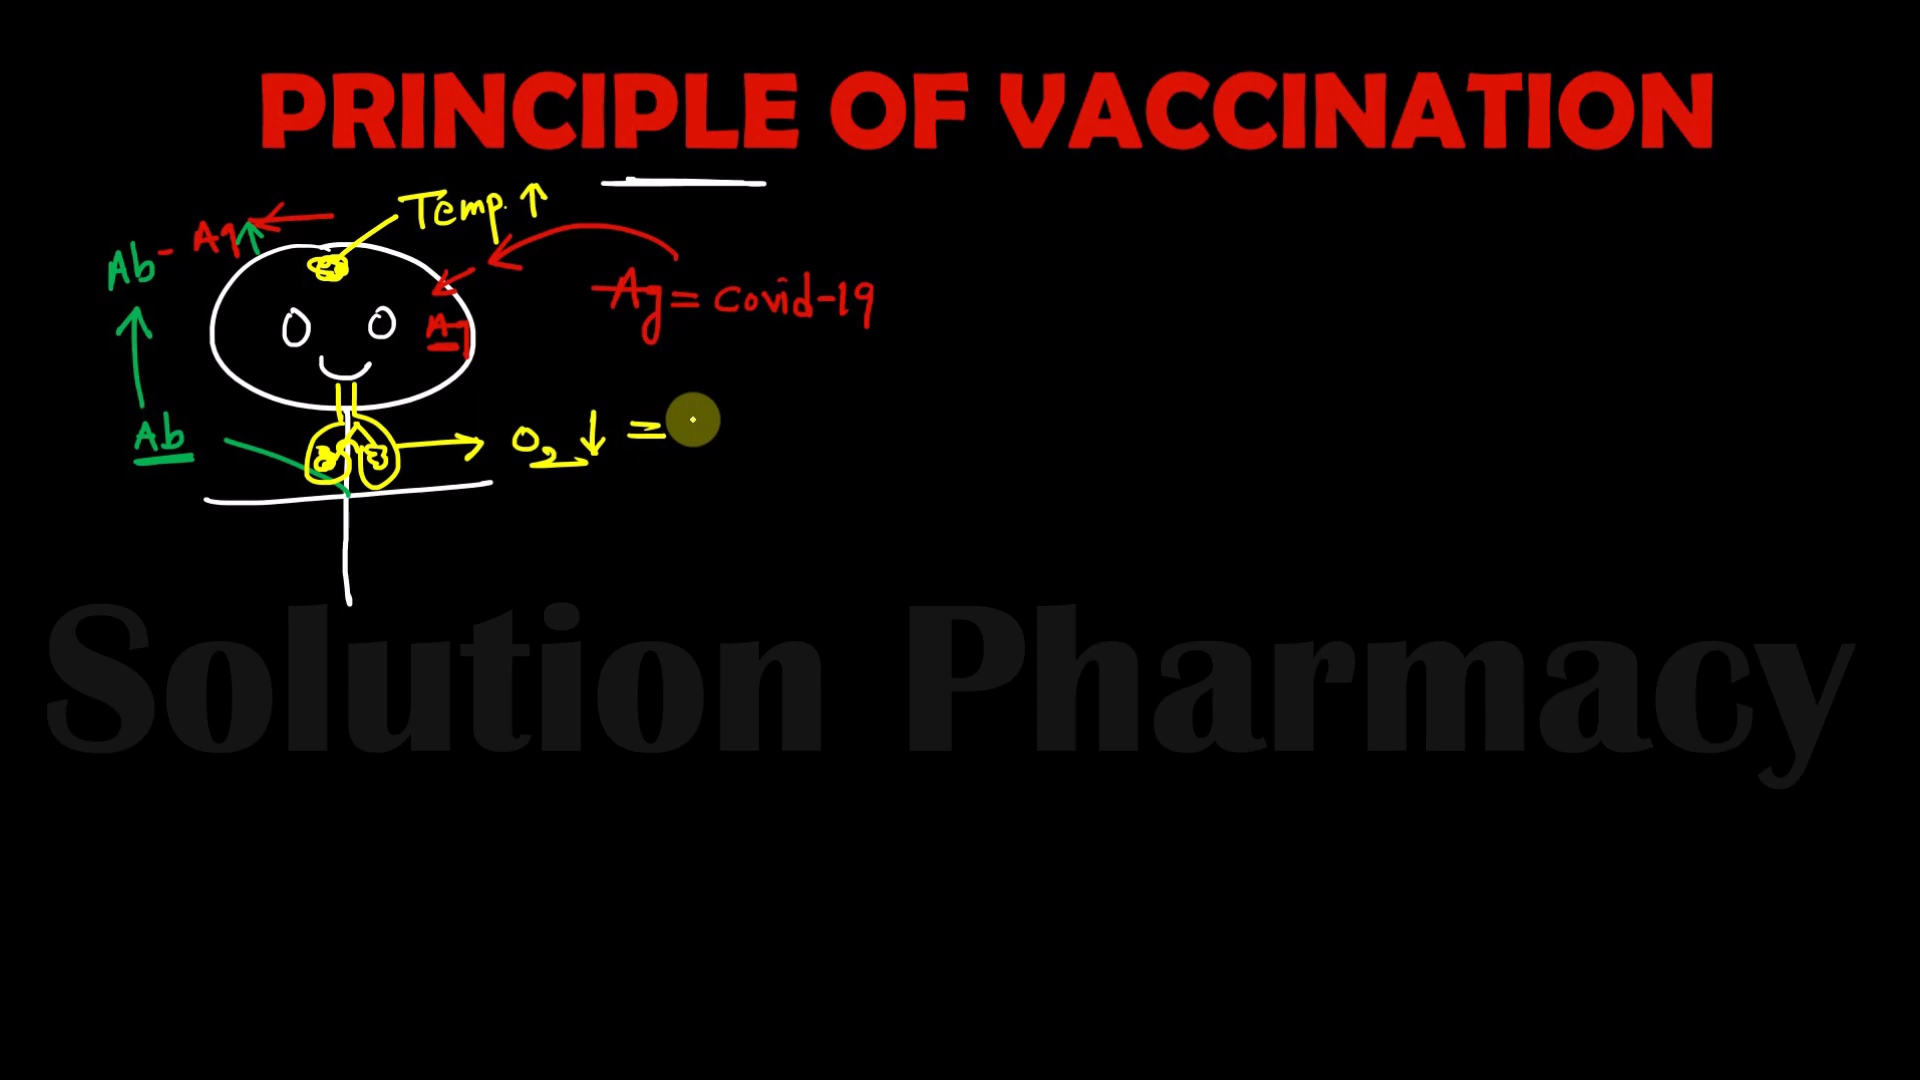 PRINCIPLE OF VACCINATION
Temp. ↑
Ab - Ag
Ag = Covid-19
Ag
Ab
O2 ↓ =
Solution Pharmacy